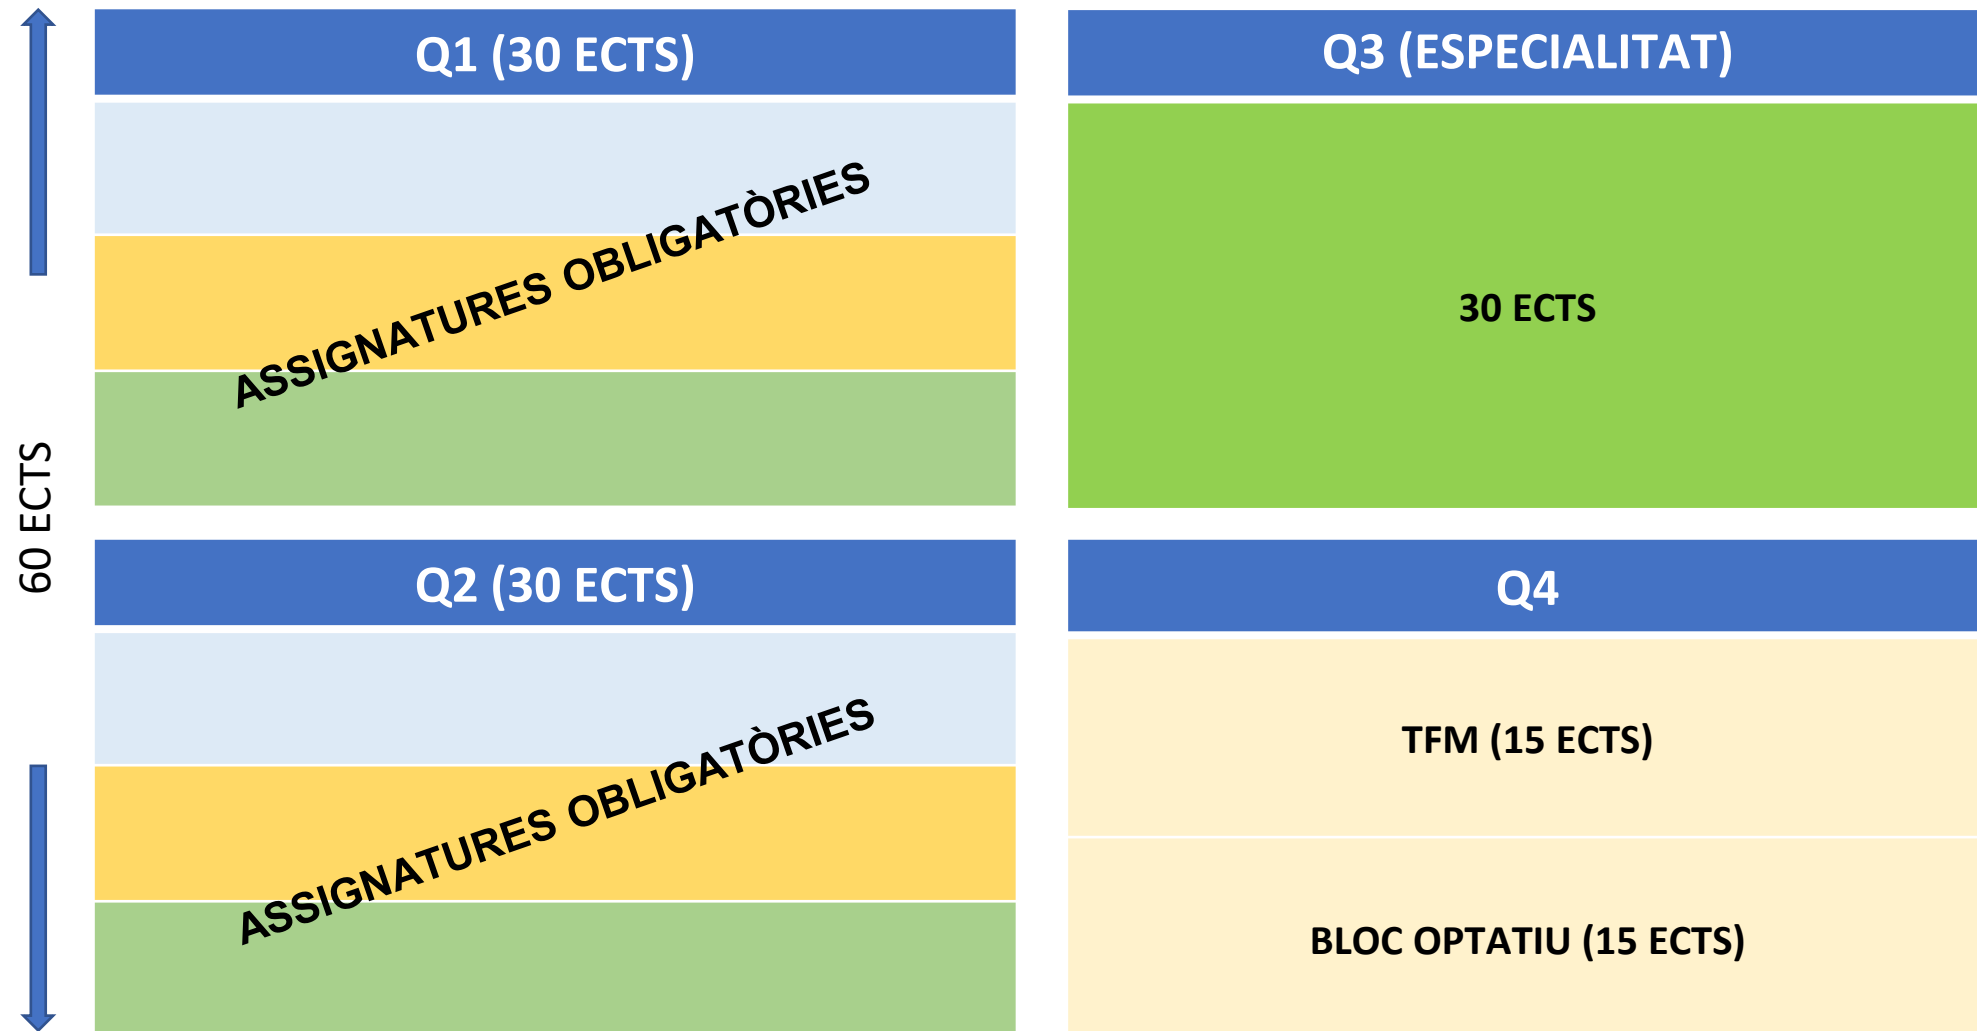 60 ECTS
Q1 (30 ECTS)
ASSIGNATURES OBLIGATÒRIES
Q2 (30 ECTS)
ASSIGNATURES OBLIGATÒRIES
Q3 (ESPECIALITAT)
30 ECTS
Q4
TFM (15 ECTS)
BLOC OPTATIU (15 ECTS)